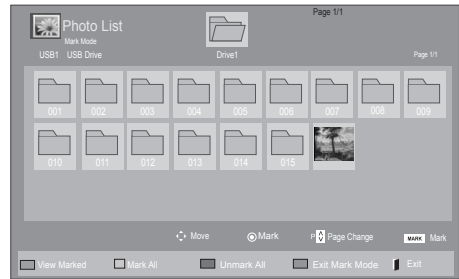 Page 1/1
Photo List
Mark Mode
USB1 USB Drive
Drive1
Page 1/1
001 002 003 004 005 006 007 008 009
010 011 012 013 014 015
Move Mark P Page Change MARK Mark
View Marked Mark All Unmark All Exit Mark Mode Exit